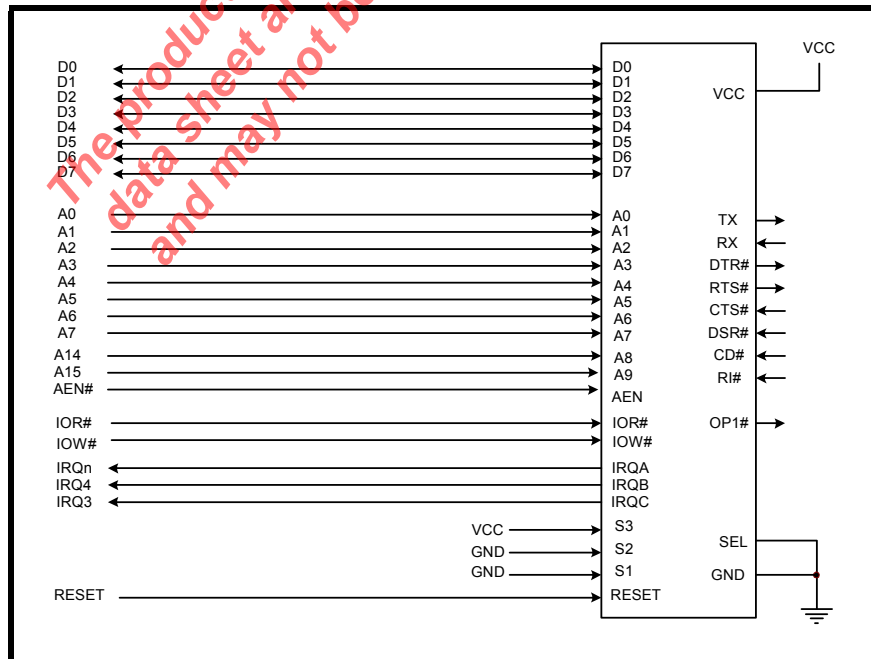 The produc
data sheet a
and may not b
VCC
D0 D0
D1 D1
D2 D2
D3 D3
D4 D4
D5 D5
D6 D6
D7 D7
VCC
A0 A0
A1 A1
A2 A2
A3 A3
A4 A4
A5 A5
A6 A6
A7 A7
A14 A8
A15 A9
AEN# AEN
IOR# IOR#
IOW# IOW#
IRQn IRQA
IRQ4 IRQB
IRQ3 IRQC
VCC S3
GND S2
GND S1
RESET RESET
TX
RX
DTR#
RTS#
CTS#
DSR#
CD#
RI#
OP1#
SEL
GND